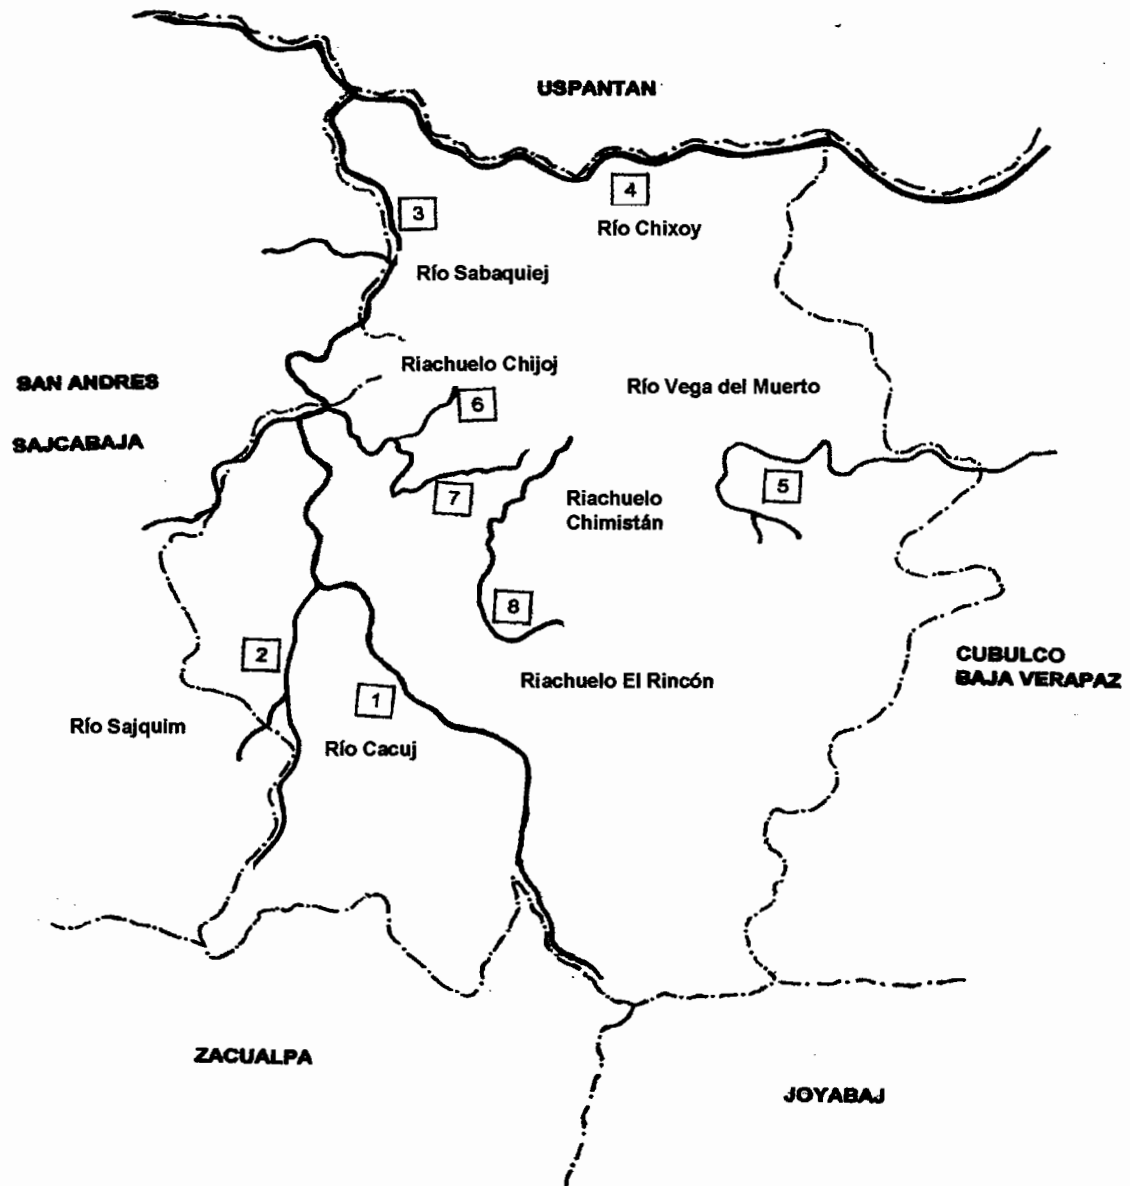 USPANTAN
4
3
Río Chixoy
Río Sabaquiej
Riachuelo Chijoj
SAN ANDRES
Río Vega del Muerto
6
SAJCABAJA
5
7
Riachuelo
Chimistán
8
2
CUBULCO
BAJA VERAPAZ
Riachuelo El Rincón
1
Río Sajquim
Río Cacuj
ZACUALPA
JOYABAJ